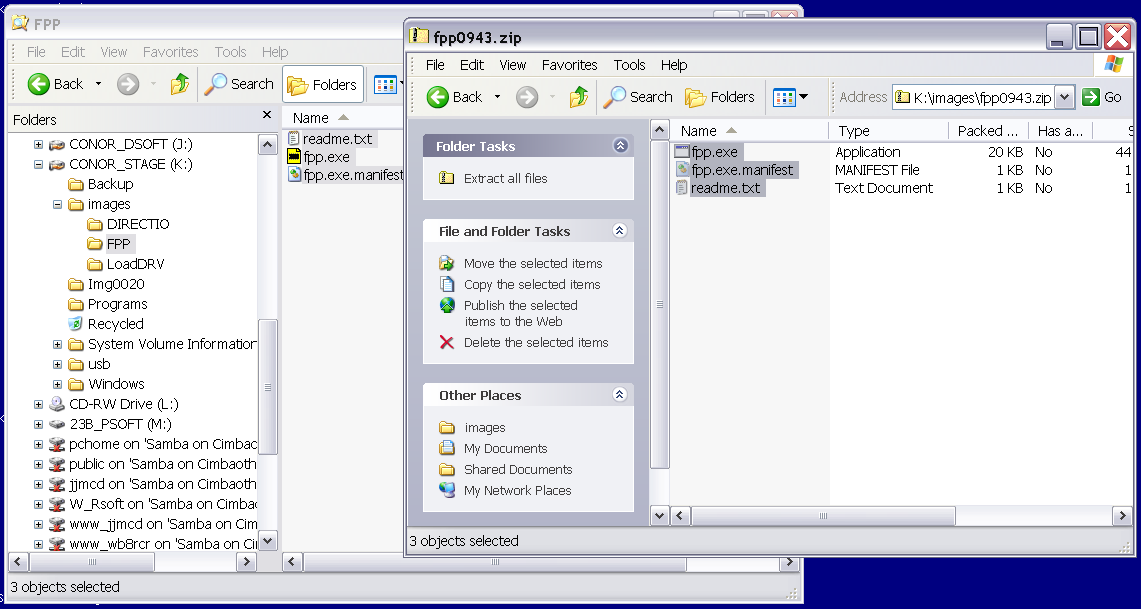 FPP
File Edit View Favorites Tools Help
Back Search Folders
Folders
CONOR_DSOFT (J:)
CONOR_STAGE (K:)
Backup
images
DIRECTIO
FPP
LoadDRV
Img0020
Programs
Recycled
System Volume Information
usb
Windows
CD-RW Drive (L:)
23B_PSOFT (M:)
pchome on 'Samba on Cimbaoth
public on 'Samba on Cimbaoth
jjmcd on 'Samba on Cimbaoth
W_Rsoft on 'Samba on Cimba
www_jjmcd on 'Samba on Cim
www_wb8rcr on 'Samba on Ci
Name
readme.txt
fpp.exe
fpp.exe.manifest
3 objects selected
fpp0943.zip
File Edit View Favorites Tools Help
Back Search Folders Address K:\images\fpp0943.zip Go
Folder Tasks
Extract all files
File and Folder Tasks
Move the selected items
Copy the selected items
Publish the selected
items to the Web
Delete the selected items
Other Places
images
My Documents
Shared Documents
My Network Places
Name Type Packed ... Has a... S
fpp.exe Application 20 KB No 44
fpp.exe.manifest MANIFEST File 1 KB No 1
readme.txt Text Document 1 KB No 1
3 objects selected